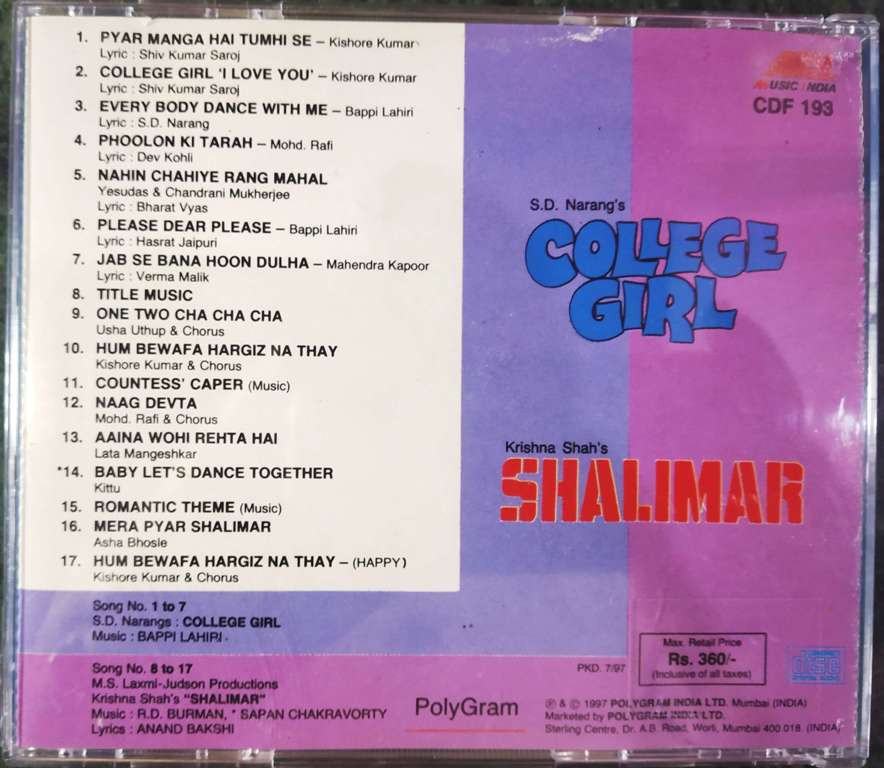 1. PYAR MANGA HAI TUMHI SE – Kishore Kumar
Lyric : Shiv Kumar Saroj
2. COLLEGE GIRL 'I LOVE YOU' – Kishore Kumar
Lyric : Shiv Kumar Saroj
3. EVERY BODY DANCE WITH ME – Bappi Lahiri
Lyric : S.D. Narang
4. PHOOLON KI TARAH – Mohd. Rafi
Lyric : Dev Kohli
5. NAHIN CHAHIYE RANG MAHAL
Yesudas & Chandrani Mukherjee
Lyric : Bharat Vyas
6. PLEASE DEAR PLEASE – Bappi Lahiri
Lyric : Hasrat Jaipuri
7. JAB SE BANA HOON DULHA – Mahendra Kapoor
Lyric : Verma Malik
8. TITLE MUSIC
9. ONE TWO CHA CHA CHA
Usha Uthup & Chorus
10. HUM BEWAFA HARGIZ NA THAY
Kishore Kumar & Chorus
11. COUNTESS' CAPER (Music)
12. NAAG DEVTA
Mohd. Rafi & Chorus
13. AAINA WOHI REHTA HAI
Lata Mangeshkar
*14. BABY LET'S DANCE TOGETHER
Kittu
15. ROMANTIC THEME (Music)
16. MERA PYAR SHALIMAR
Asha Bhosle
17. HUM BEWAFA HARGIZ NA THAY – (HAPPY)
Kishore Kumar & Chorus
Song No. 1 to 7
S.D. Narangs : COLLEGE GIRL
Music : BAPPI LAHIRI
Song No. 8 to 17
M.S. Laxmi-Judson Productions
Krishna Shah's "SHALIMAR"
Music : R.D. BURMAN, * SAPAN CHAKRAVORTY
Lyrics : ANAND BAKSHI
MUSIC INDIA
CDF 193
S.D. Narang's
COLLEGE
GIRL
Krishna Shah's
SHALIMAR
PKD. 7/97
Max. Retail Price
Rs. 360/-
(Inclusive of all taxes)
COMPACT
disc
DIGITAL AUDIO
PolyGram
℗ & © 1997 POLYGRAM INDIA LTD. Mumbai (INDIA)
Marketed by POLYGRAM INDIA LTD.
Sterling Centre, Dr. A.B. Road, Worli, Mumbai 400 018. (INDIA)